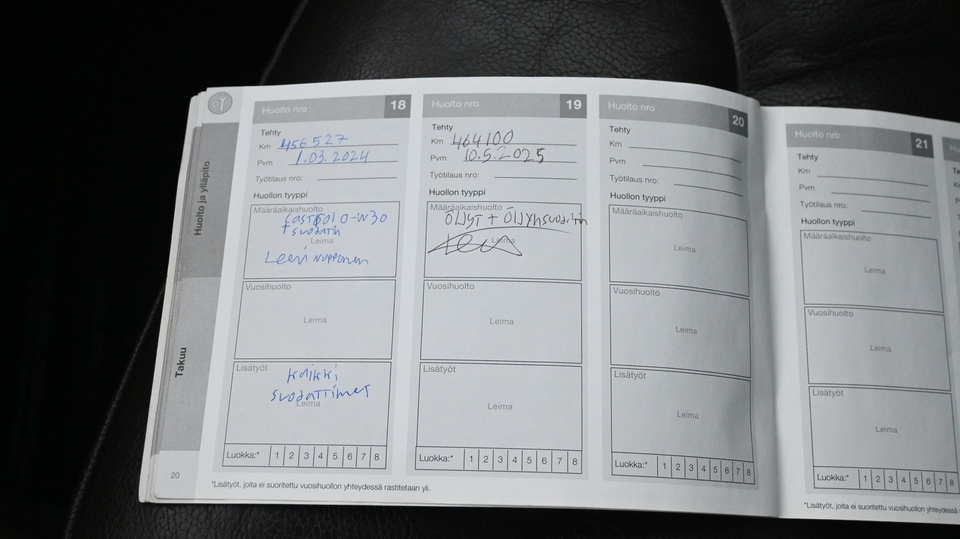 Huolto ja ylläpito
Takuu
Huolto nro 18
Tehty
Km 456527
Pvm 1.03.2024
Työtilaus nro:
Huollon tyyppi
Määräaikaishuolto
CASTROL 0-W30
+ suodatin
Leima
Leevi Nupponen
Vuosihuolto
Leima
Lisätyöt
Kaikki
suodattimet
Leima
Luokka:* 1 2 3 4 5 6 7 8
Huolto nro 19
Tehty
Km 464100
Pvm 10.5.2025
Työtilaus nro:
Huollon tyyppi
Määräaikaishuolto
Öljyt + Öljynsuodatin
Leima
Vuosihuolto
Leima
Lisätyöt
Leima
Luokka:* 1 2 3 4 5 6 7 8
Huolto nro 20
Tehty
Km
Pvm
Työtilaus nro:
Huollon tyyppi
Määräaikaishuolto
Leima
Vuosihuolto
Leima
Lisätyöt
Leima
Luokka:* 1 2 3 4 5 6 7 8
20
*Lisätyöt, joita ei suoritettu vuosihuollon yhteydessä rastitetaan yli.
Huolto nro 21
Tehty
Km
Pvm
Työtilaus nro:
Huollon tyyppi
Määräaikaishuolto
Leima
Vuosihuolto
Leima
Lisätyöt
Leima
Luokka:* 1 2 3 4 5 6 7 8
*Lisätyöt, joita ei suoritettu vuosihuollon yhteydessä